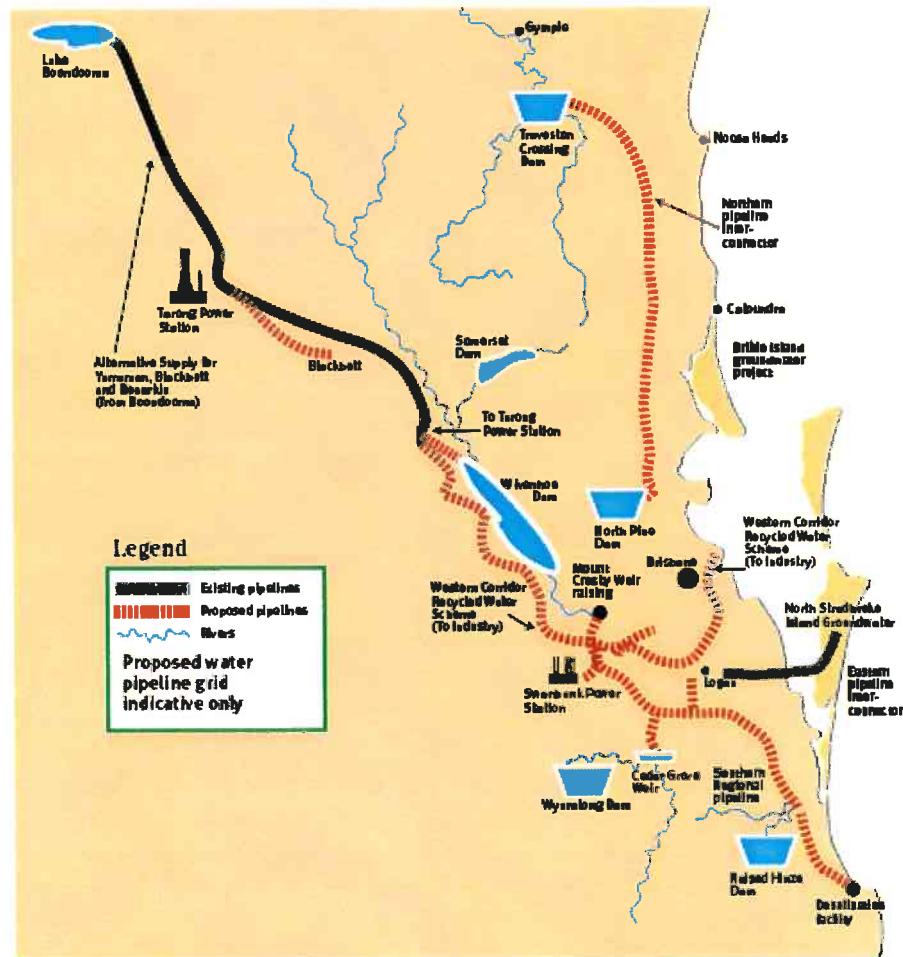 Gympie
Lake
Boondooma
Traveston
Crossing
Dam
Noosa Heads
Northern
pipeline
inter-
connector
Tarong Power
Station
Caloundra
Somerset
Dam
Bribie Island
groundwater
project
Alternative Supply for
Yarraman, Blackbutt
and Benarkin
(from Boondooma)
Blackbutt
To Tarong
Power Station
Wivenhoe
Dam
North Pine
Dam
Western Corridor
Recycled Water
Scheme
(To Industry)
Legend
Existing pipelines
Proposed pipelines
Rivers
Proposed water
pipeline grid
indicative only
Mount
Crosby Weir
raising
Brisbane
Western Corridor
Recycled Water
Scheme
(To Industry)
North Stradbroke
Island Groundwater
Logan
Swanbank Power
Station
Eastern
pipeline
inter-
connector
Cedar Grove
Weir
Wyaralong Dam
Southern
Regional
pipeline
Raised Hinze
Dam
Desalination
facility